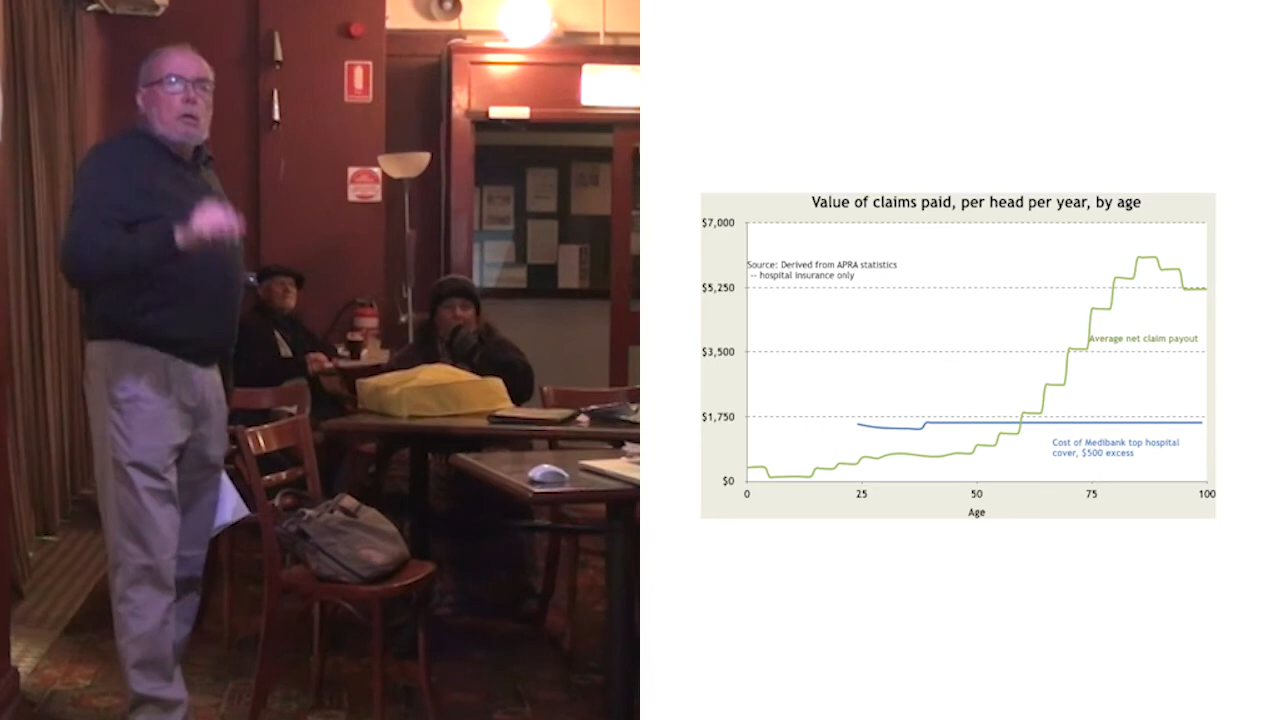 Value of claims paid, per head per year, by age
$7,000
Source: Derived from APRA statistics
-- hospital insurance only
$5,250
Average net claim payout
$3,500
$1,750
Cost of Medibank top hospital
cover, $500 excess
$0
0
25
50
75
100
Age